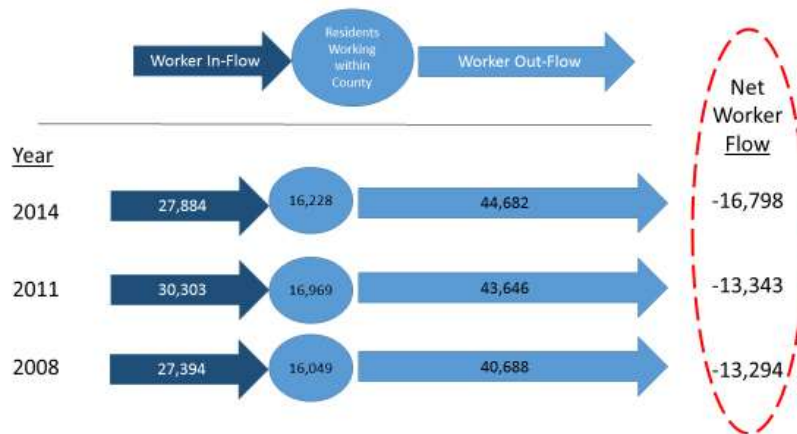 Worker In-Flow
Residents
Working
within
County
Worker Out-Flow
Net
Worker
Flow
Year
2014
27,884
16,228
44,682
-16,798
2011
30,303
16,969
43,646
-13,343
2008
27,394
16,049
40,688
-13,294